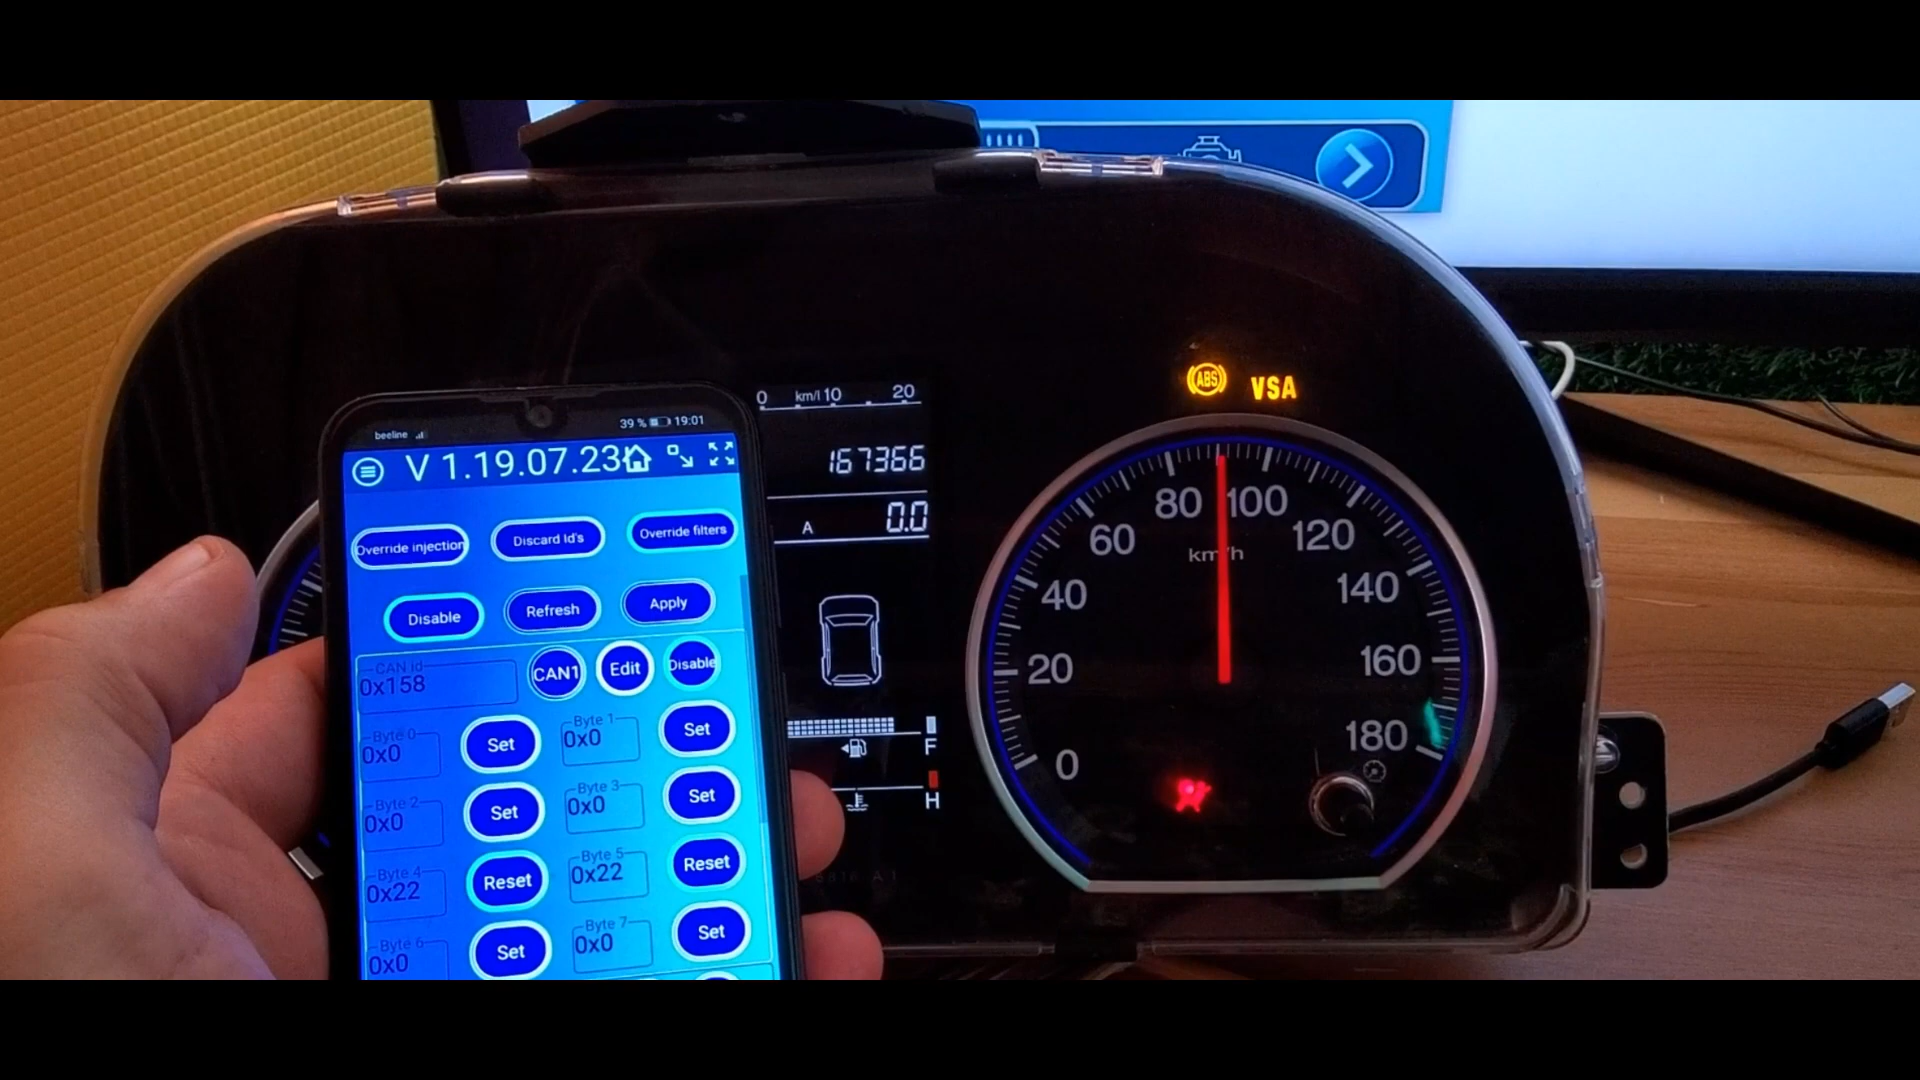 beeline
39 % 19:01
V 1.19.07.23
Override injection
Discard Id's
Override filters
Disable
Refresh
Apply
CAN id
0x158
CAN1
Edit
Disable
Byte 0
0x0
Set
Byte 1
0x0
Set
Byte 2
0x0
Set
Byte 3
0x0
Set
Byte 4
0x22
Reset
Byte 5
0x22
Reset
Byte 6
0x0
Set
Byte 7
0x0
Set
0 km/l 10 20
167366
A 0.0
F
H
ABS VSA
0 20 40 60 80 100 120 140 160 180
km/h